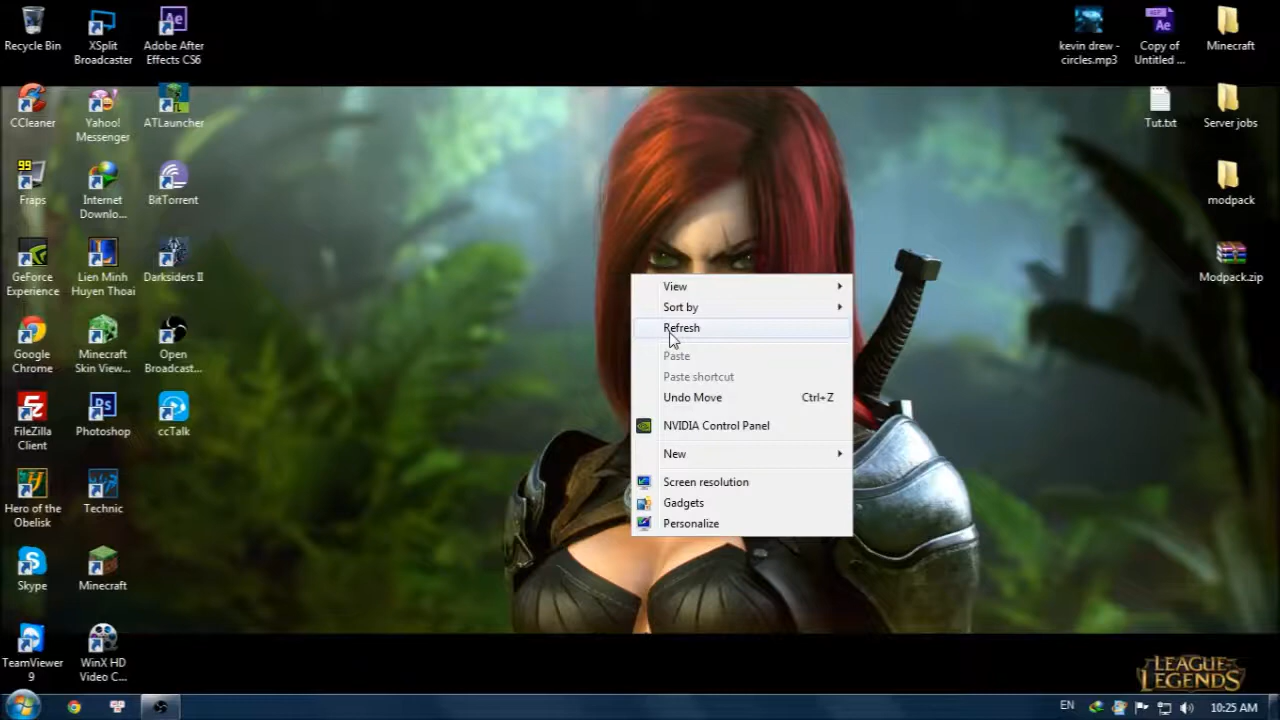 Recycle Bin
XSplit
Broadcaster
Adobe After
Effects CS6
kevin drew -
circles.mp3
Copy of
Untitled ...
Minecraft
CCleaner
Yahoo!
Messenger
ATLauncher
Tut.txt
Server jobs
99
Fraps
Internet
Downlo...
BitTorrent
modpack
GeForce
Experience
Lien Minh
Huyen Thoai
Darksiders II
Modpack.zip
Google
Chrome
Minecraft
Skin View...
Open
Broadcast...
FileZilla
Client
Photoshop
ccTalk
Hero of the
Obelisk
Technic
Skype
Minecraft
TeamViewer
9
WinX HD
Video C...
View
Sort by
Refresh
Paste
Paste shortcut
Undo Move Ctrl+Z
NVIDIA Control Panel
New
Screen resolution
Gadgets
Personalize
LEAGUE OF
LEGENDS
EN
10:25 AM